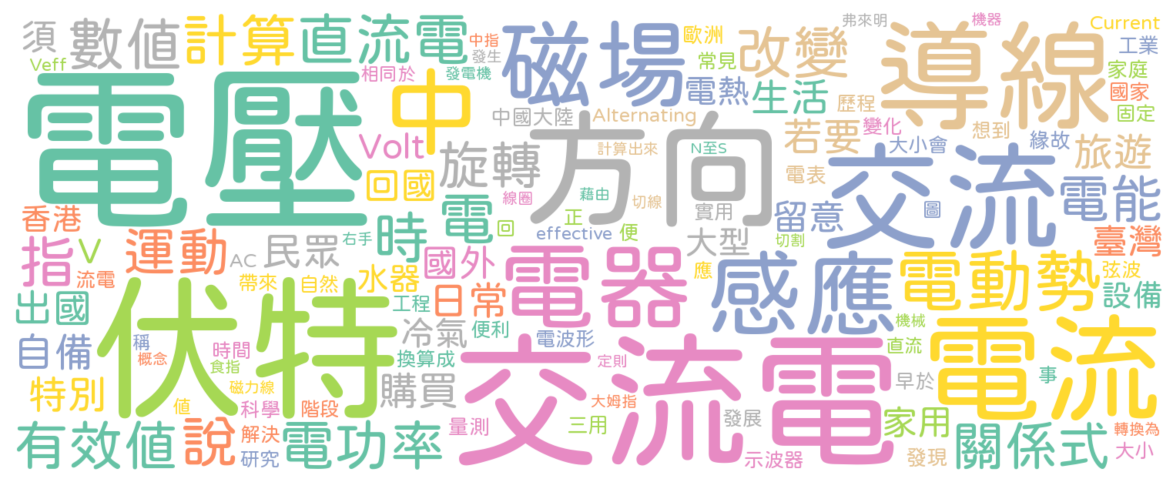 須
數值
計算
直流電
中指
發生
磁場
歐洲
常見
改變
弗來明
機器
導線
Current
工業
Veff
電壓
相同於
發電機
中
電熱
生活
歷程
家庭
國家
固定
中國大陸
Alternating
若要
變化
想到
大小會
緣故
旅遊
Volt
旋轉
方向
計算出來
N至S
電表
交流
回國
線圈
藉由
切線
實用
留意
圖
電能
香港
指
V
流電
運動
AC
民眾
右手
時
電
回
正
effective
便
大型
切割
臺灣
帶來
自然
水器
國外
電器
應
感應
電動勢
弦波
設備
出國
伏特
工程
日常
冷氣
便利
電波形
機械
自備
稱
概念
時間
食指
換算成
交流電
定則
直流
電流
特別
磁力線
購買
大姆指
早於
事
值
科學
階段
量測
三用
發展
家用
有效值
說
解決
研究
電功率
示波器
發現
關係式
轉換為
大小